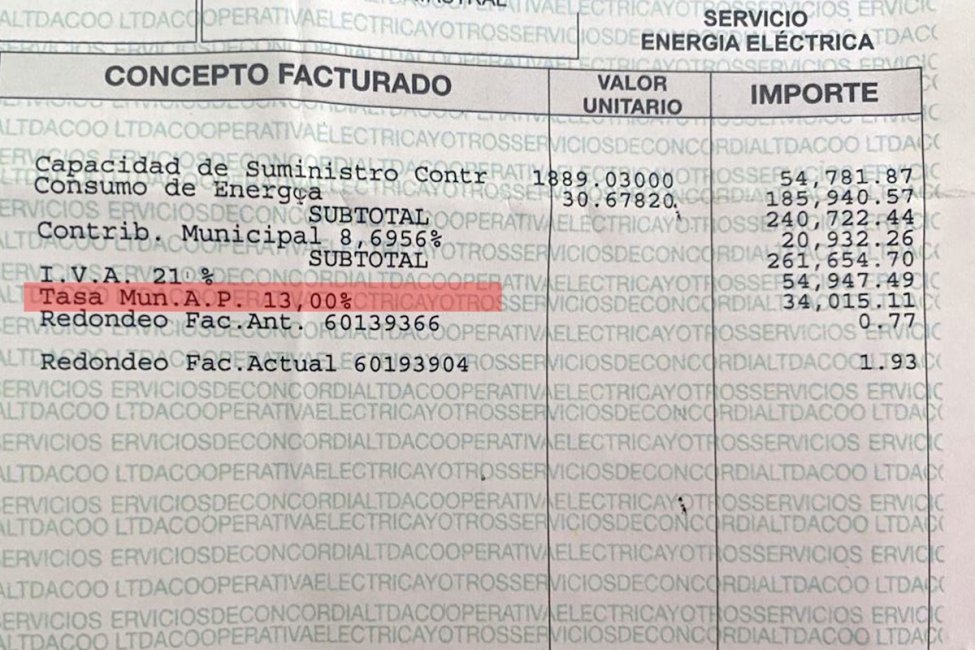 SERVICIO
ENERGIA ELÉCTRICA
CONCEPTO FACTURADO VALOR UNITARIO IMPORTE
Capacidad de Suministro Contr 1889.03000 54,781.87
Consumo de Energça 30.67820 185,940.57
SUBTOTAL 240,722.44
Contrib. Municipal 8,6956% 20,932.26
SUBTOTAL 261,654.70
I.V.A. 21 % 54,947.49
Tasa Mun.A.P. 13,00% 34,015.11
Redondeo Fac.Ant. 60139366 0.77
Redondeo Fac.Actual 60193904 1.93